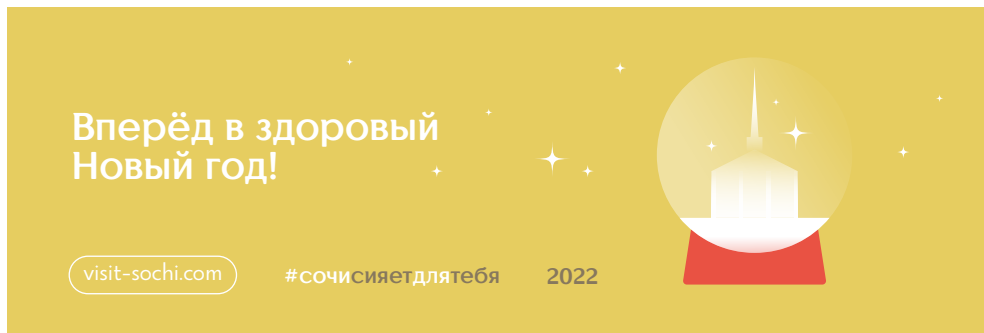 Вперёд в здоровый
Новый год!
visit-sochi.com
#сочисияетдлятебя
2022